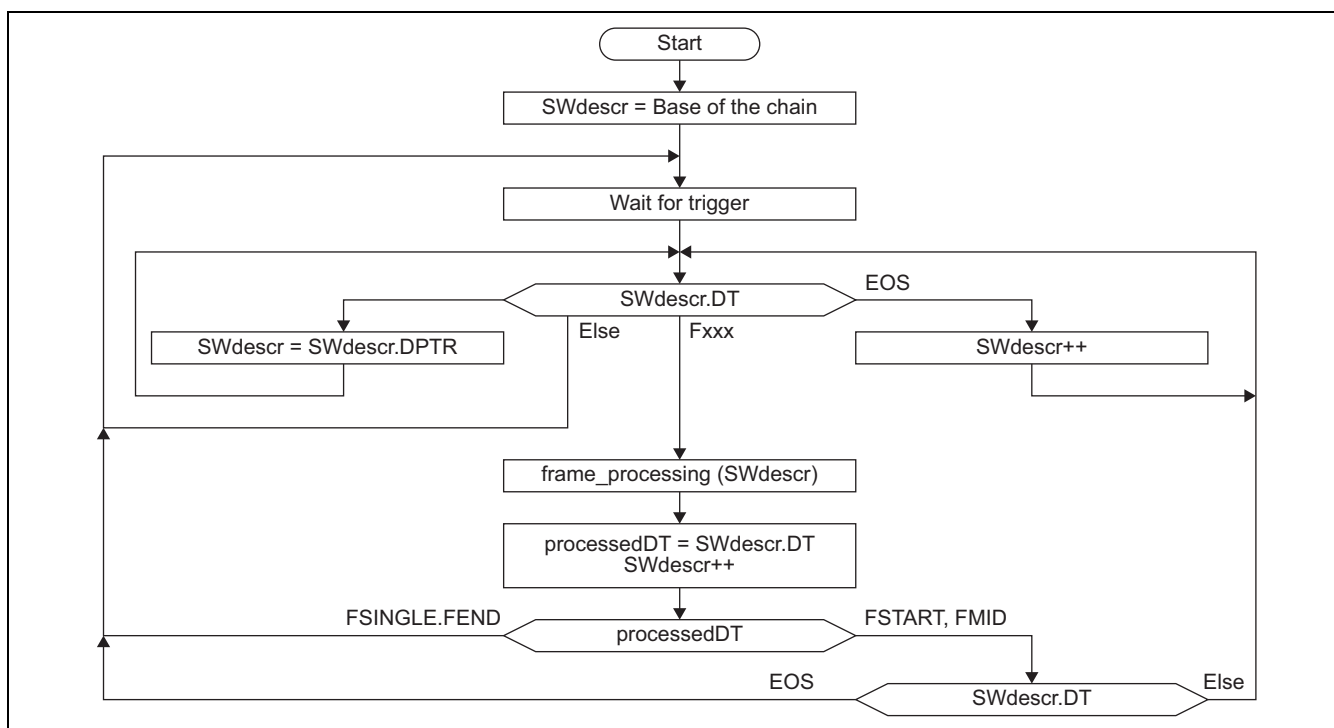 Start
SWdescr = Base of the chain
Wait for trigger
SWdescr.DT
EOS
Else
Fxxx
SWdescr = SWdescr.DPTR
SWdescr++
frame_processing (SWdescr)
processedDT = SWdescr.DT
SWdescr++
FSINGLE.FEND
processedDT
FSTART, FMID
EOS
SWdescr.DT
Else